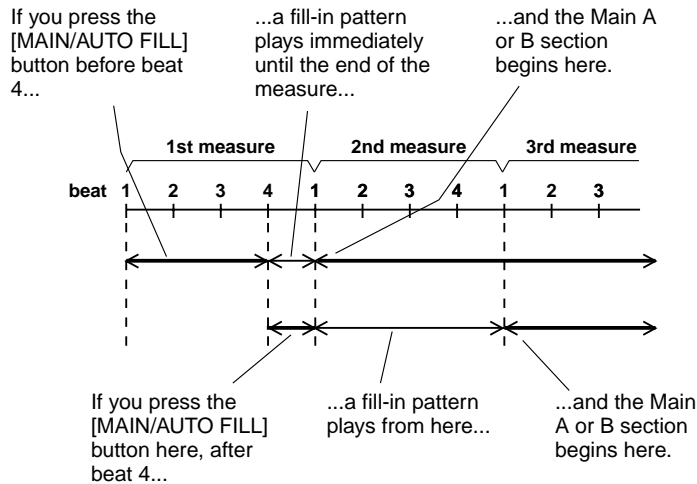 If you press the
[MAIN/AUTO FILL]
button before beat
4...
...a fill-in pattern
plays immediately
until the end of the
measure...
...and the Main A
or B section
begins here.
1st measure 2nd measure 3rd measure
beat 1 2 3 4 1 2 3 4 1 2 3
If you press the
[MAIN/AUTO FILL]
button here, after
beat 4...
...a fill-in pattern
plays from here...
...and the Main
A or B section
begins here.